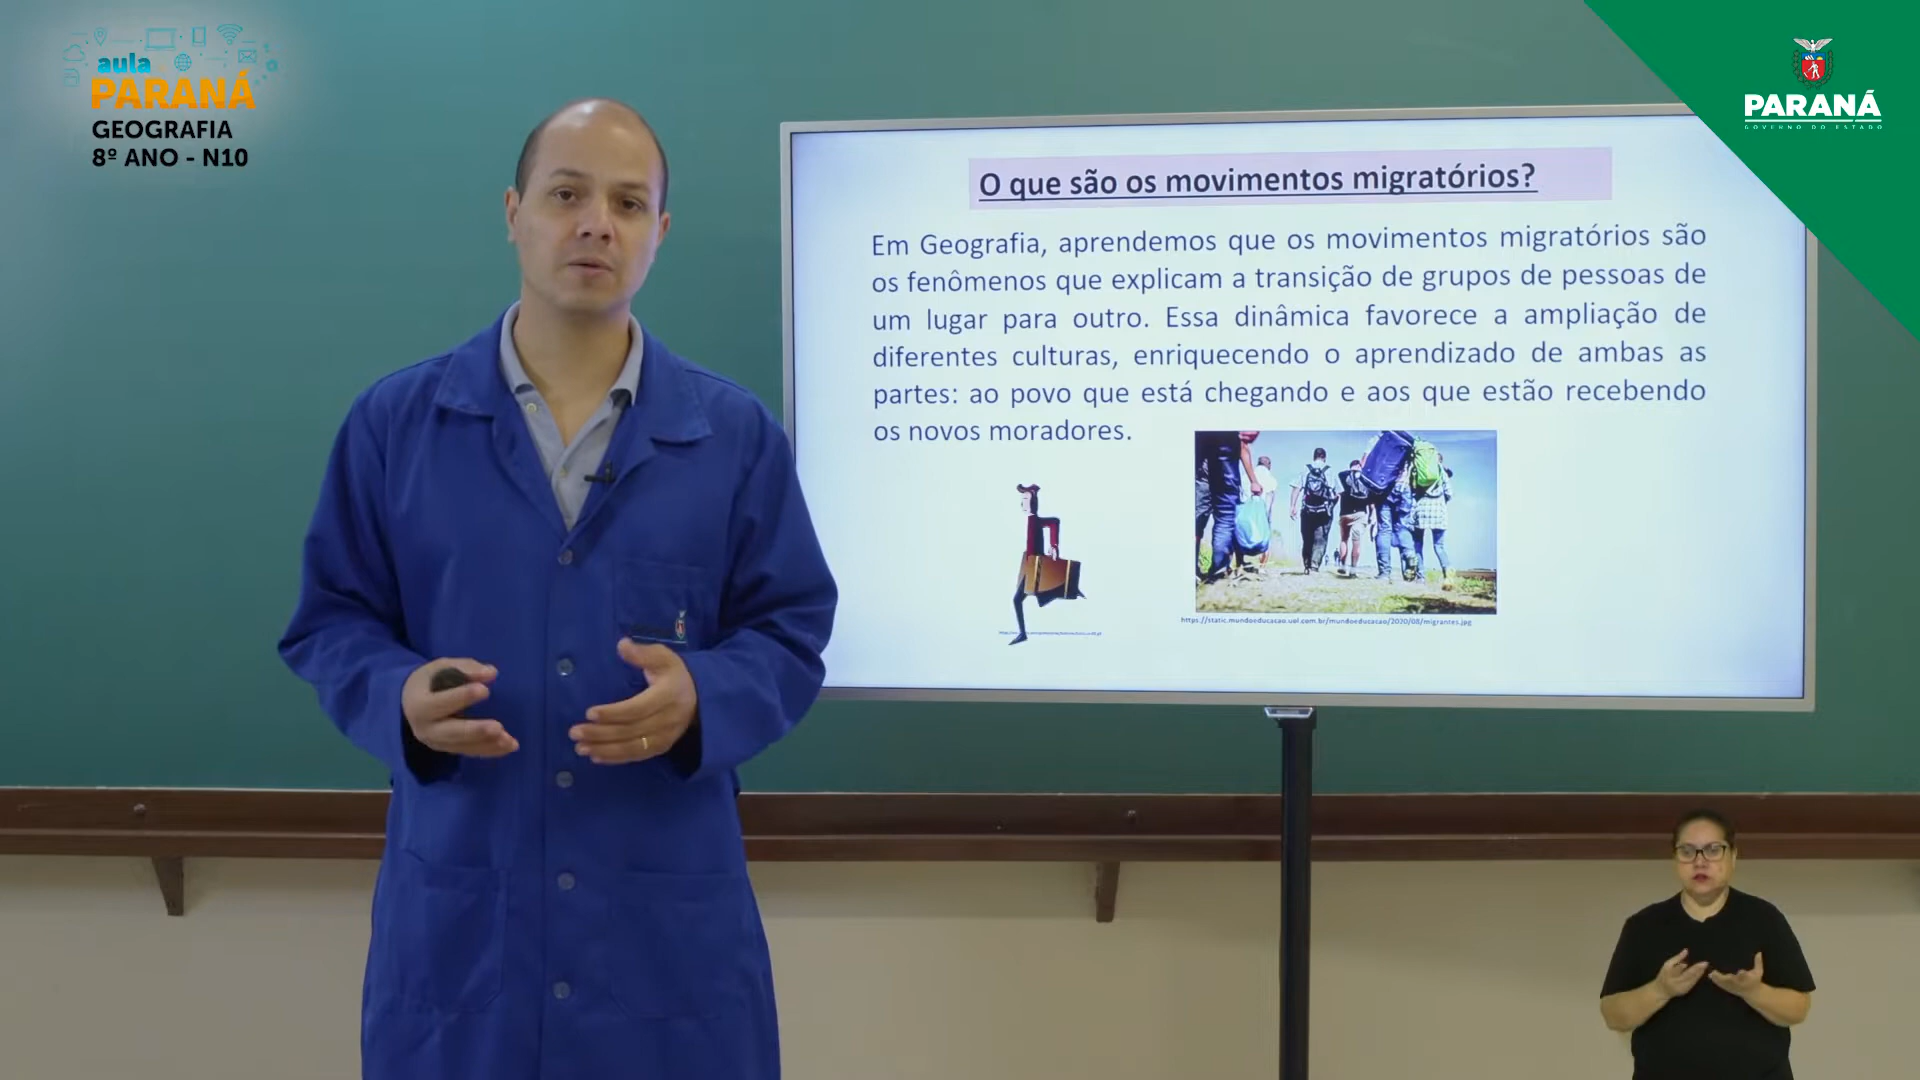 aula
PARANÁ
GEOGRAFIA
8º ANO - N10
PARANÁ
GOVERNO DO ESTADO
O que são os movimentos migratórios?
Em Geografia, aprendemos que os movimentos migratórios são
os fenômenos que explicam a transição de grupos de pessoas de
um lugar para outro. Essa dinâmica favorece a ampliação de
diferentes culturas, enriquecendo o aprendizado de ambas as
partes: ao povo que está chegando e aos que estão recebendo
os novos moradores.
https://static.mundoeducacao.uol.com.br/mundoeducacao/2020/08/migrantes.jpg